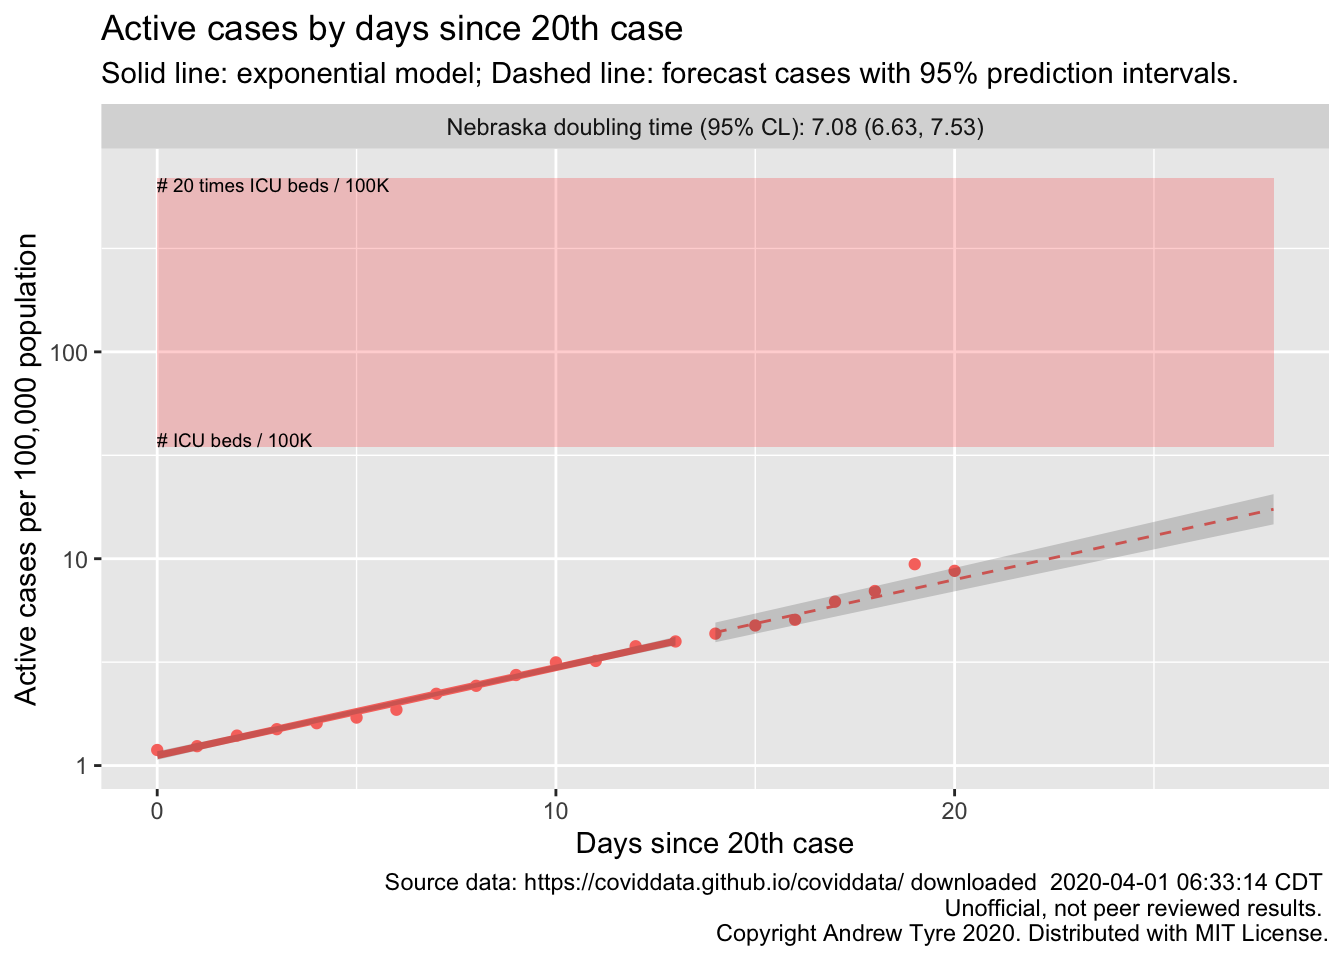 Active cases by days since 20th case
Solid line: exponential model; Dashed line: forecast cases with 95% prediction intervals.
Nebraska doubling time (95% CL): 7.08 (6.63, 7.53)
# 20 times ICU beds / 100K
# ICU beds / 100K
Active cases per 100,000 population
100
10
1
0
10
20
Days since 20th case
Source data: https://coviddata.github.io/coviddata/ downloaded  2020-04-01 06:33:14 CDT
Unofficial, not peer reviewed results.
Copyright Andrew Tyre 2020. Distributed with MIT License.